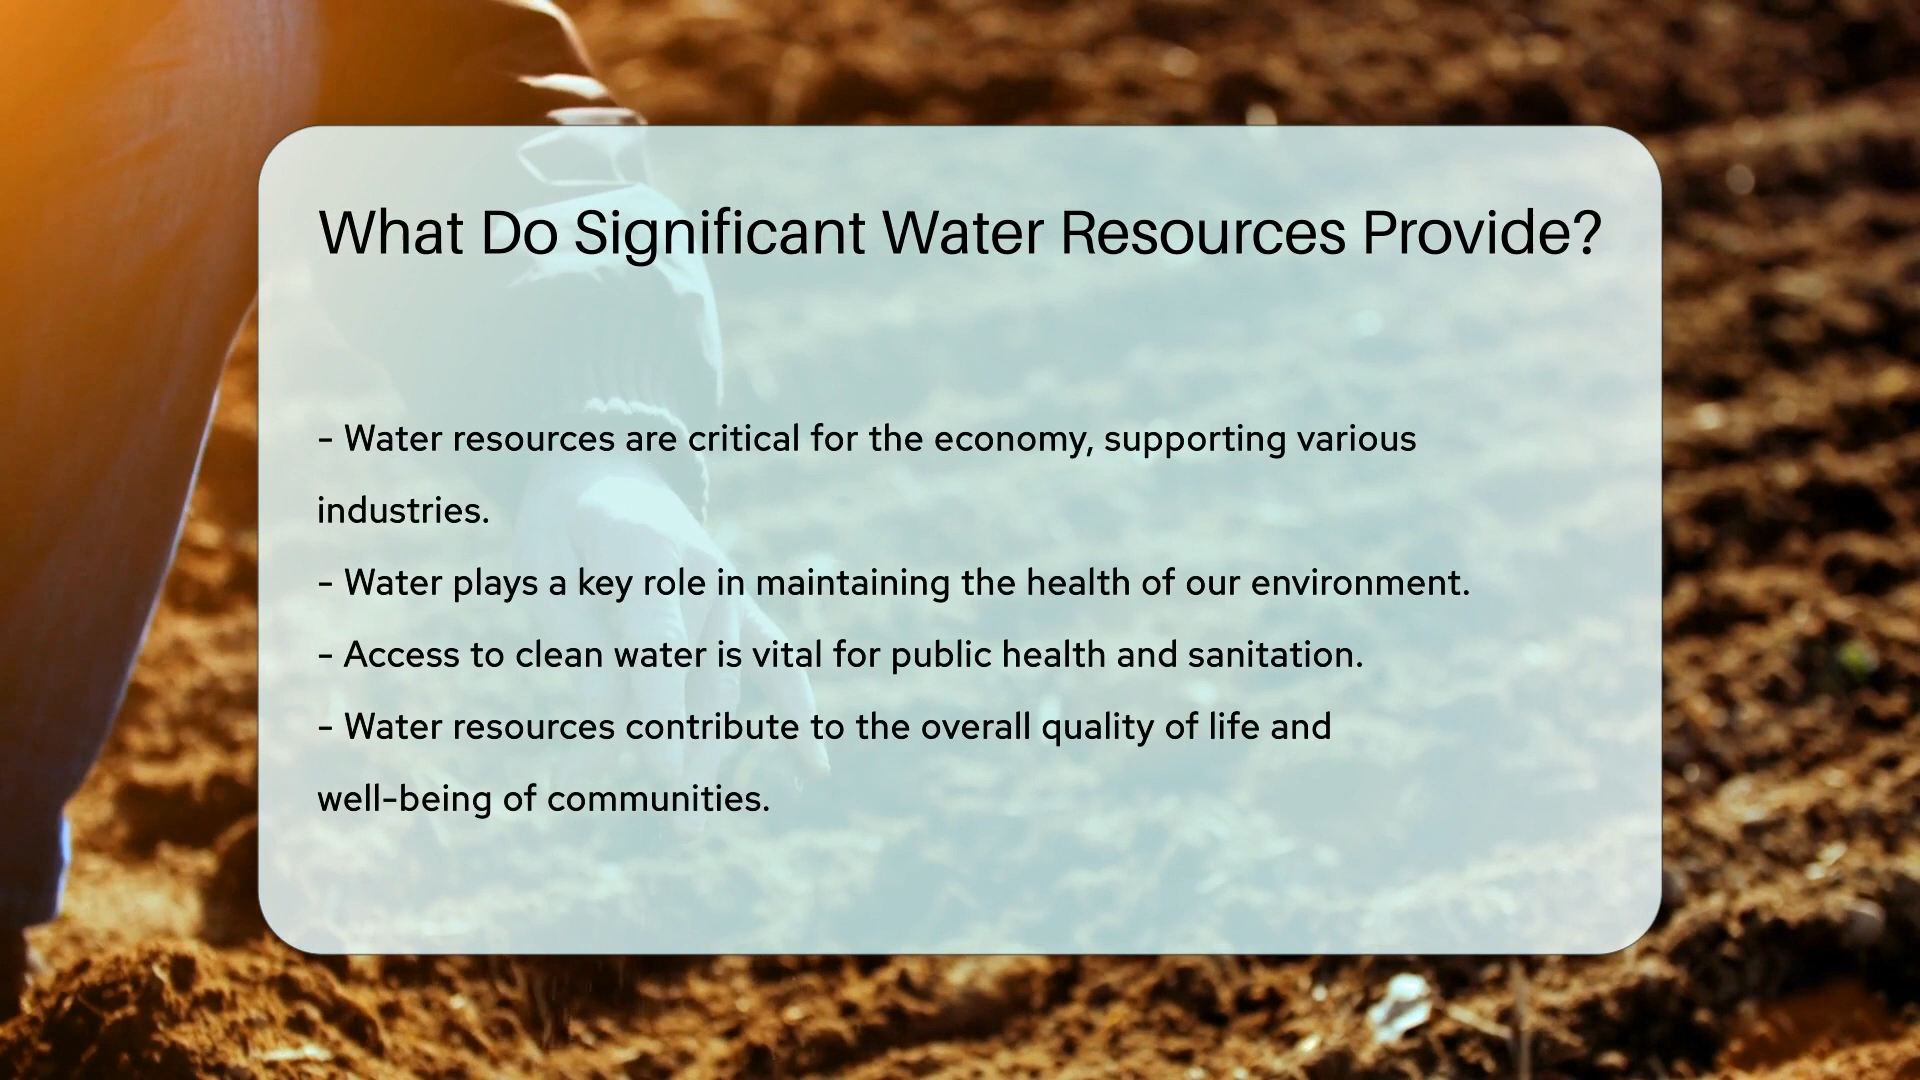 What Do Significant Water Resources Provide?
- Water resources are critical for the economy, supporting various
industries.
- Water plays a key role in maintaining the health of our environment.
- Access to clean water is vital for public health and sanitation.
- Water resources contribute to the overall quality of life and
well-being of communities.